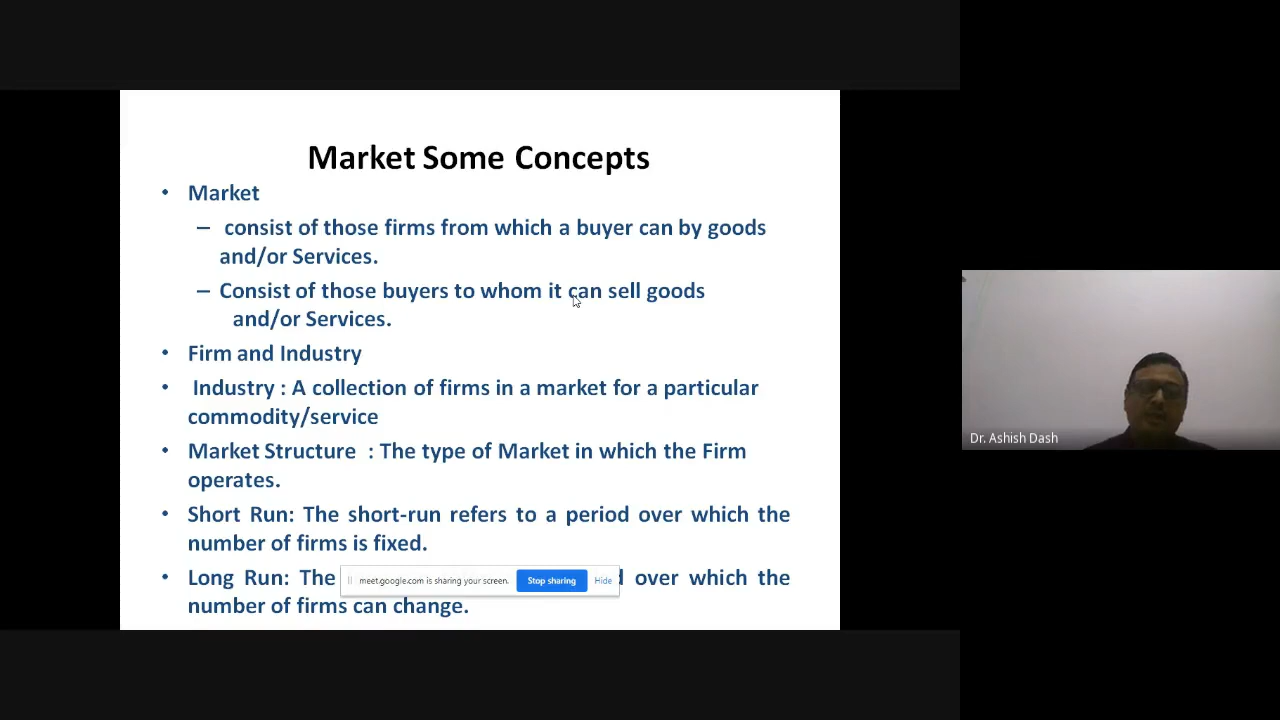 Market Some Concepts
• Market
– consist of those firms from which a buyer can by goods
and/or Services.
– Consist of those buyers to whom it can sell goods
and/or Services.
• Firm and Industry
• Industry : A collection of firms in a market for a particular
commodity/service
• Market Structure : The type of Market in which the Firm
operates.
• Short Run: The short-run refers to a period over which the
number of firms is fixed.
• Long Run: The over which the
number of firms can change.
meet.google.com is sharing your screen. Stop sharing Hide
Dr. Ashish Dash